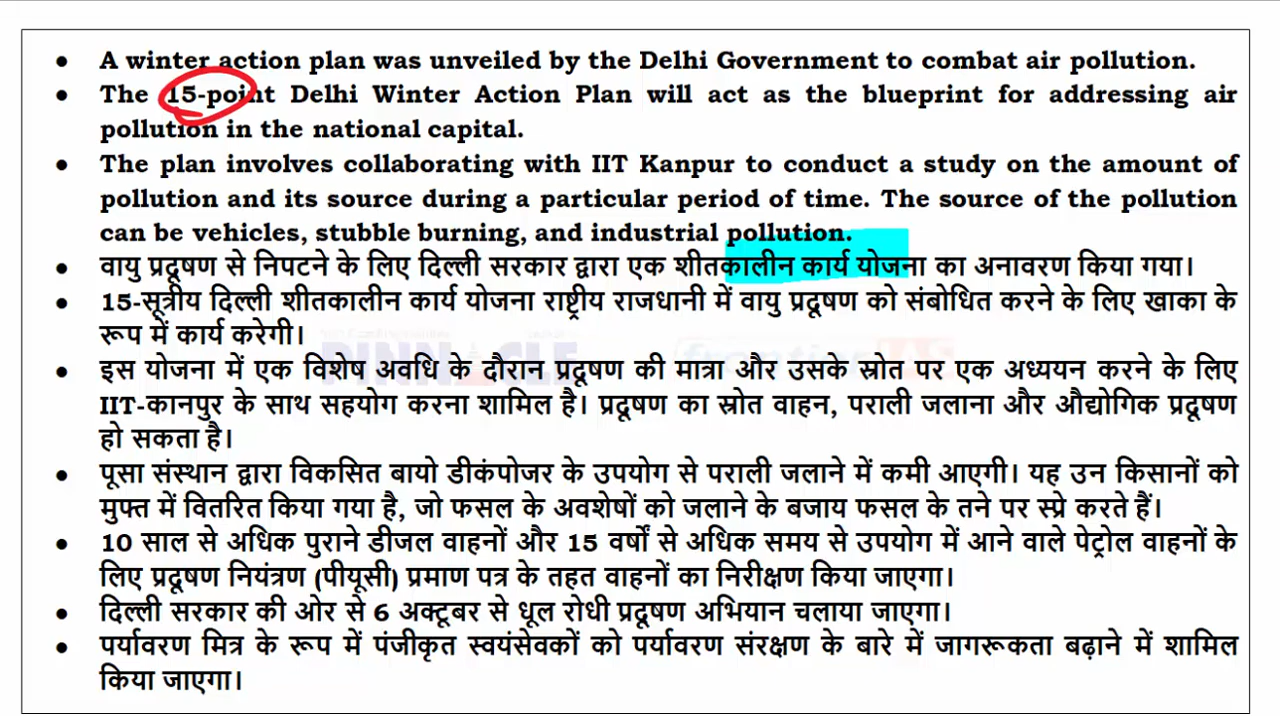 • A winter action plan was unveiled by the Delhi Government to combat air pollution.
• The 15-point Delhi Winter Action Plan will act as the blueprint for addressing air
pollution in the national capital.
• The plan involves collaborating with IIT Kanpur to conduct a study on the amount of
pollution and its source during a particular period of time. The source of the pollution
can be vehicles, stubble burning, and industrial pollution.
• वायु प्रदूषण से निपटने के लिए दिल्ली सरकार द्वारा एक शीतकालीन कार्य योजना का अनावरण किया गया।
• 15-सूत्रीय दिल्ली शीतकालीन कार्य योजना राष्ट्रीय राजधानी में वायु प्रदूषण को संबोधित करने के लिए खाका के
रूप में कार्य करेगी।
PINNACLE
• इस योजना में एक विशेष अवधि के दौरान प्रदूषण की मात्रा और उसके स्रोत पर एक अध्ययन करने के लिए
IIT-कानपुर के साथ सहयोग करना शामिल है। प्रदूषण का स्रोत वाहन, पराली जलाना और औद्योगिक प्रदूषण
हो सकता है।
• पूसा संस्थान द्वारा विकसित बायो डीकंपोजर के उपयोग से पराली जलाने में कमी आएगी। यह उन किसानों को
मुफ्त में वितरित किया गया है, जो फसल के अवशेषों को जलाने के बजाय फसल के तने पर स्प्रे करते हैं।
• 10 साल से अधिक पुराने डीजल वाहनों और 15 वर्षों से अधिक समय से उपयोग में आने वाले पेट्रोल वाहनों के
लिए प्रदूषण नियंत्रण (पीयूसी) प्रमाण पत्र के तहत वाहनों का निरीक्षण किया जाएगा।
• दिल्ली सरकार की ओर से 6 अक्टूबर से धूल रोधी प्रदूषण अभियान चलाया जाएगा।
• पर्यावरण मित्र के रूप में पंजीकृत स्वयंसेवकों को पर्यावरण संरक्षण के बारे में जागरूकता बढ़ाने में शामिल
किया जाएगा।